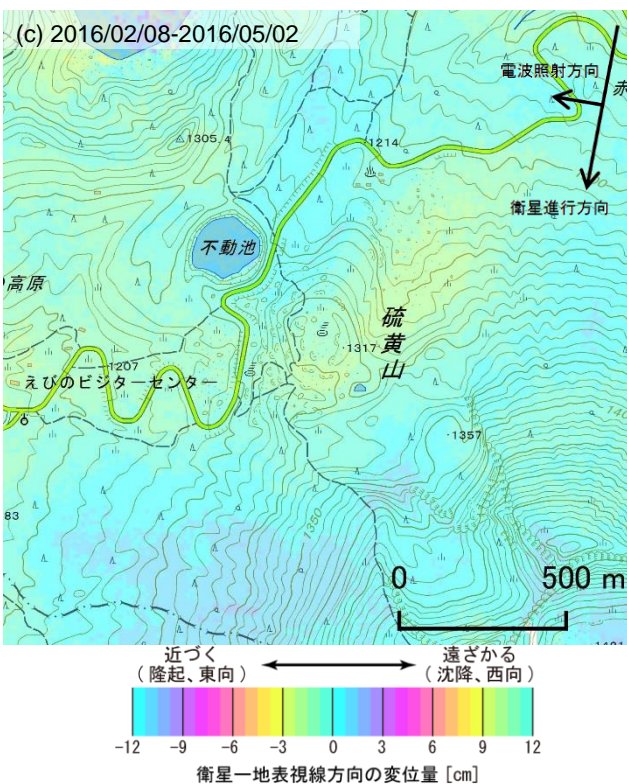 (c) 2016/02/08-2016/05/02
電波照射方向
赤
衛星進行方向
1305.4
1214
不動池
の高原
硫黄山
1317
1207
えびのビジターセンター
1357
1350
383
0 500 m
近づく
(隆起、東向)
遠ざかる
(沈降、西向)
-12 -9 -6 -3 0 3 6 9 12
衛星―地表視線方向の変位量 [cm]